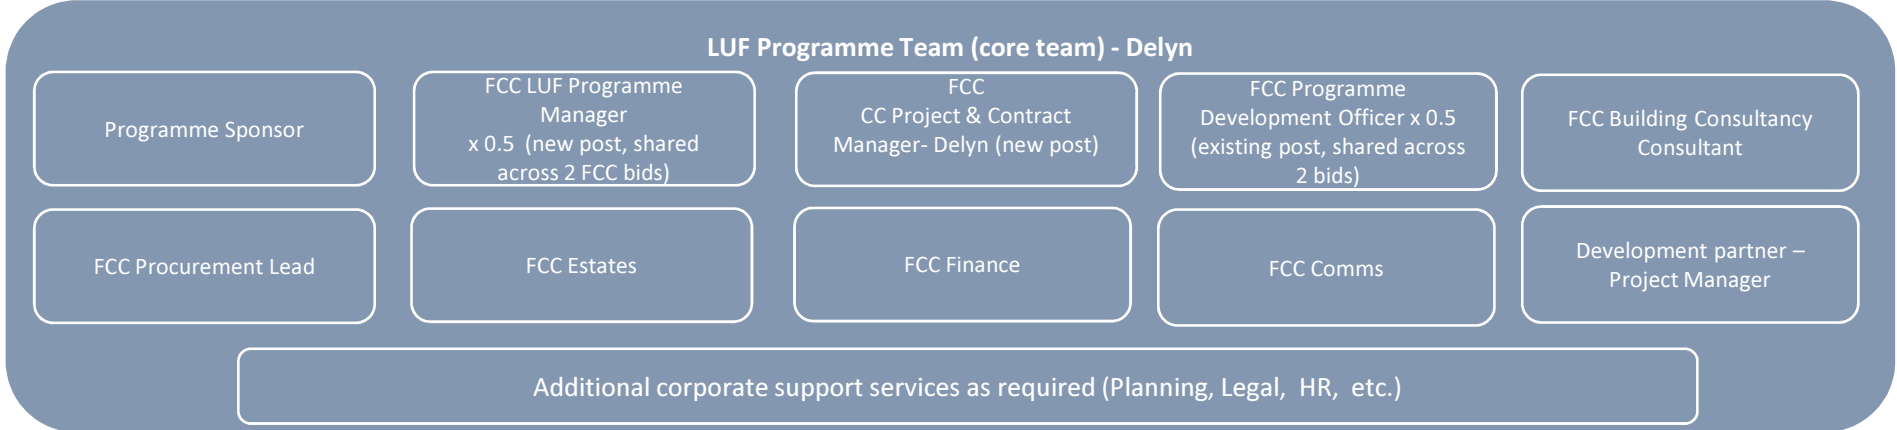 LUF Programme Team (core team) - Delyn
Programme Sponsor
FCC LUF Programme
Manager
x 0.5 (new post, shared
across 2 FCC bids)
FCC
CC Project & Contract
Manager- Delyn (new post)
FCC Programme
Development Officer x 0.5
(existing post, shared across
2 bids)
FCC Building Consultancy
Consultant
FCC Procurement Lead
FCC Estates
FCC Finance
FCC Comms
Development partner –
Project Manager
Additional corporate support services as required (Planning, Legal, HR, etc.)